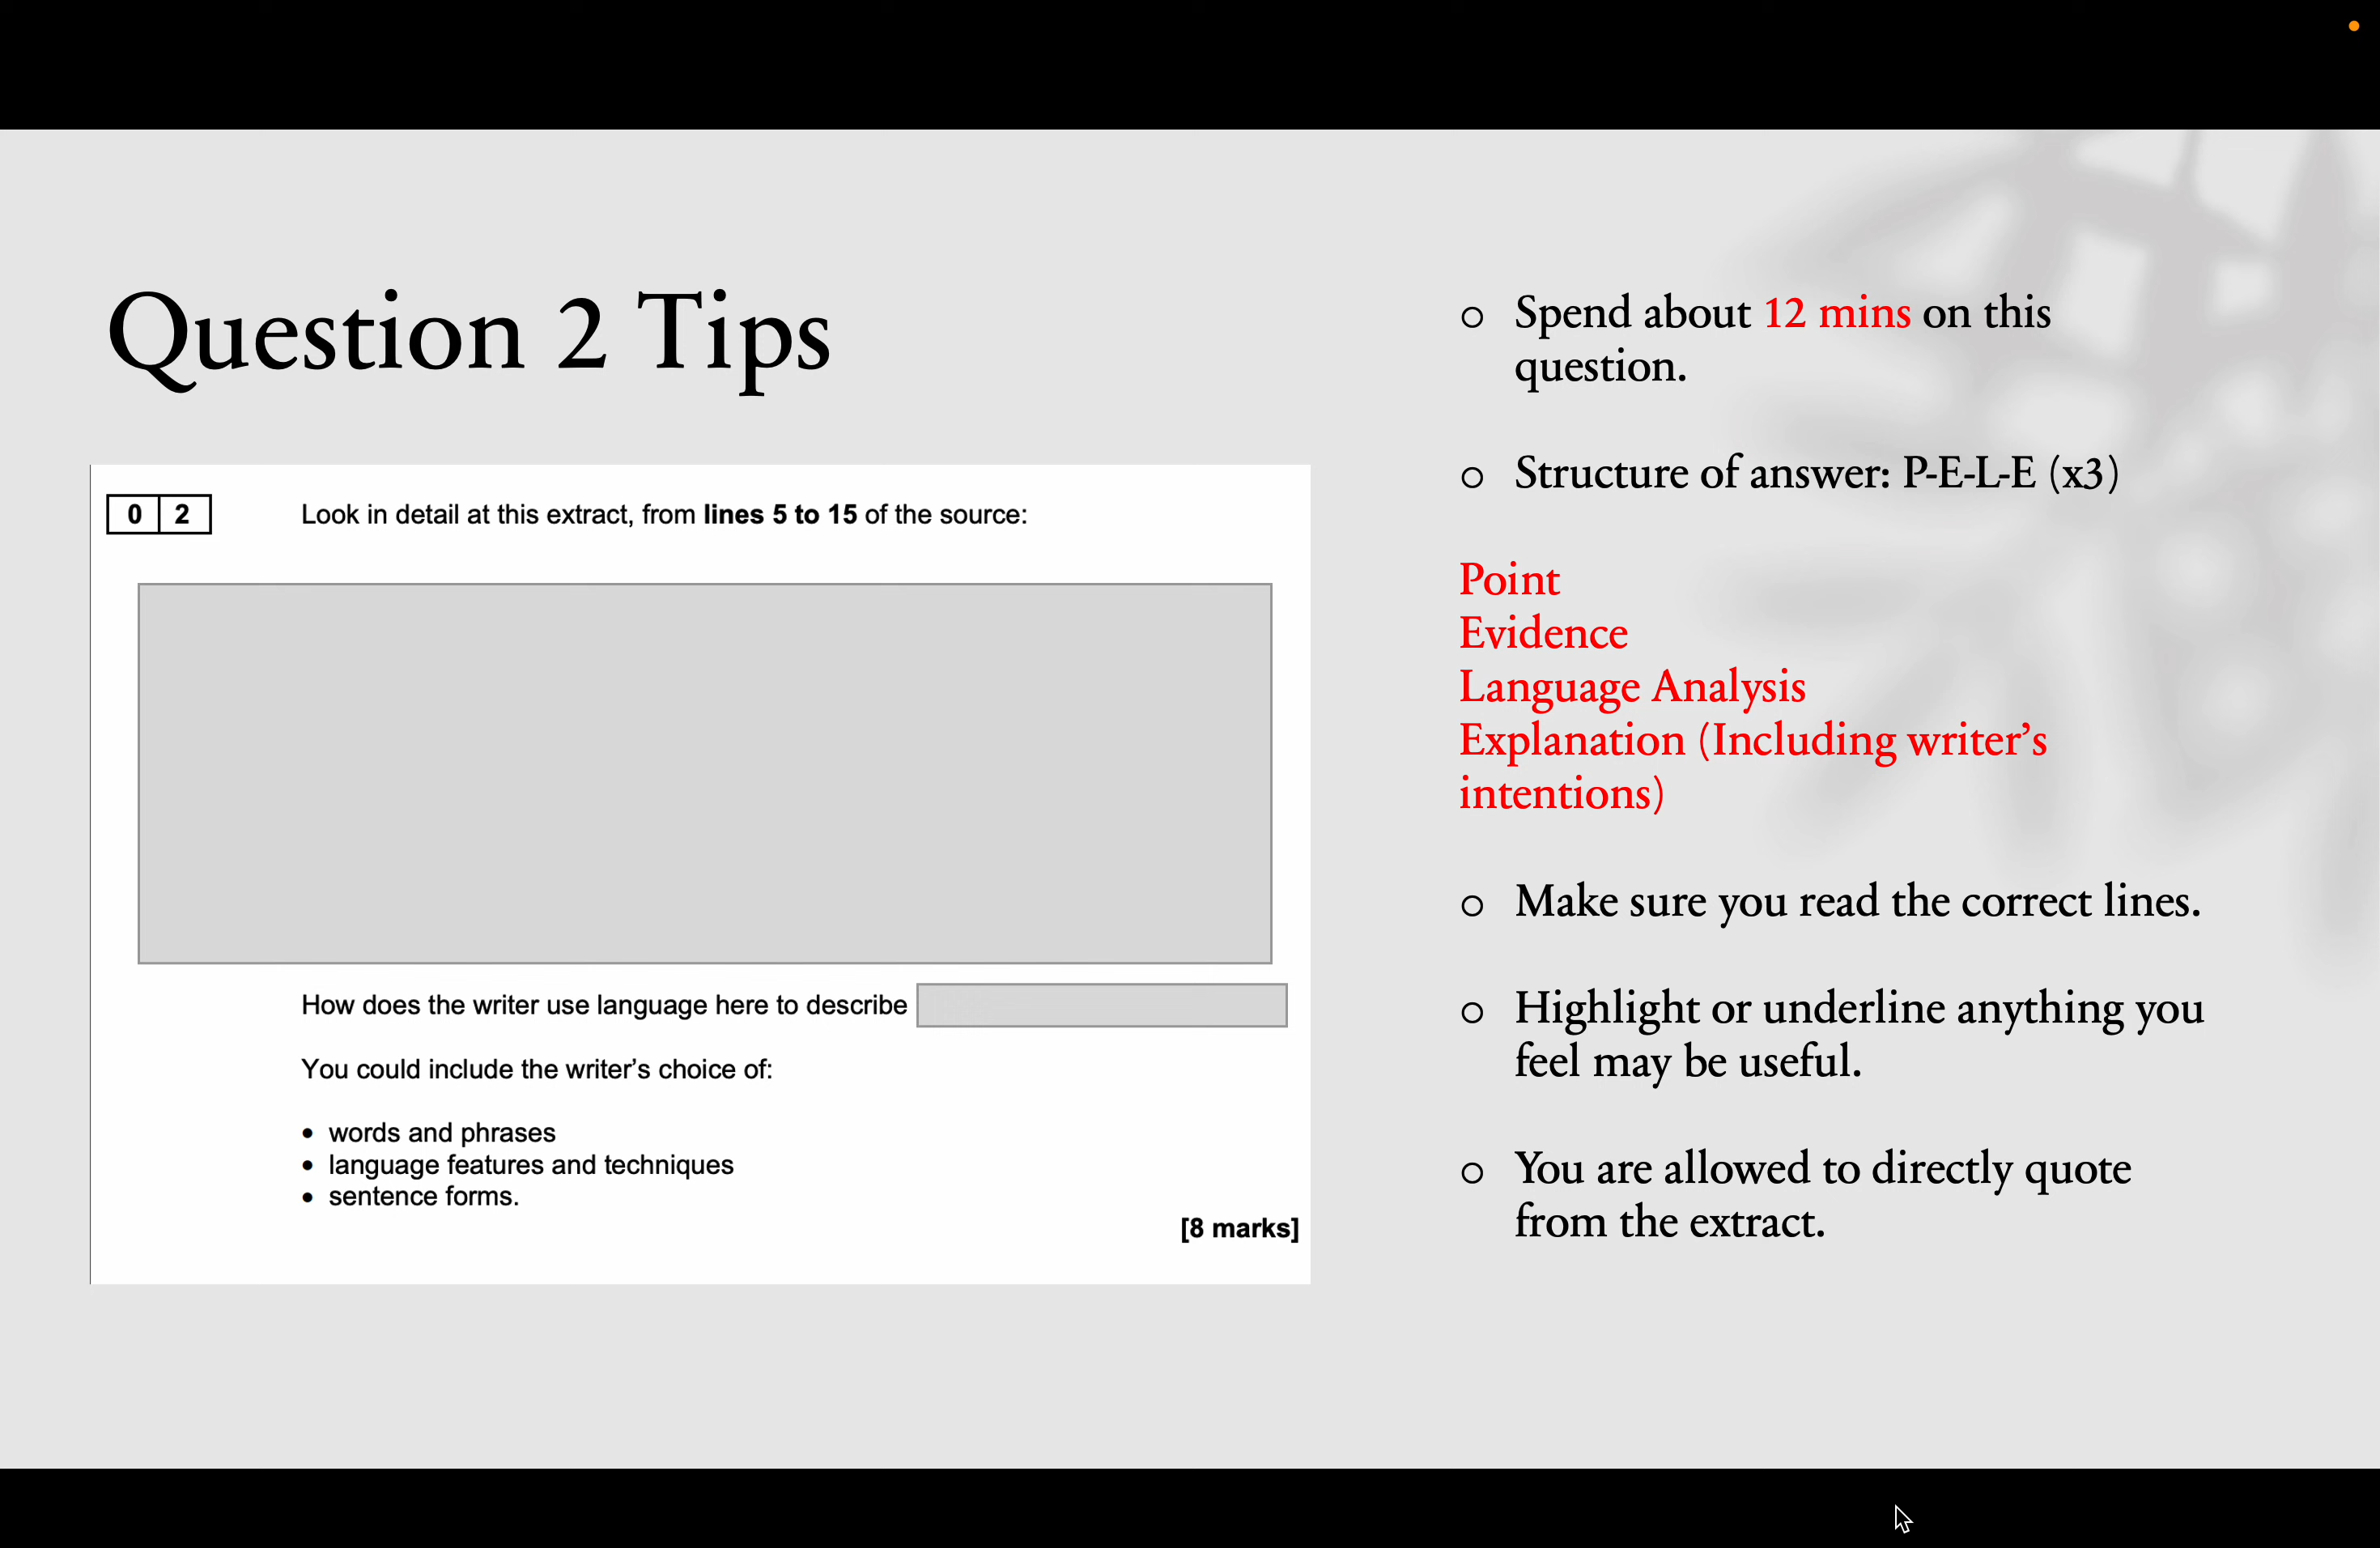 Question 2 Tips
0 2
Look in detail at this extract, from lines 5 to 15 of the source:
How does the writer use language here to describe
You could include the writer's choice of:
• words and phrases
• language features and techniques
• sentence forms.
[8 marks]
○ Spend about 12 mins on this
question.
○ Structure of answer: P-E-L-E (x3)
Point
Evidence
Language Analysis
Explanation (Including writer’s
intentions)
○ Make sure you read the correct lines.
○ Highlight or underline anything you
feel may be useful.
○ You are allowed to directly quote
from the extract.